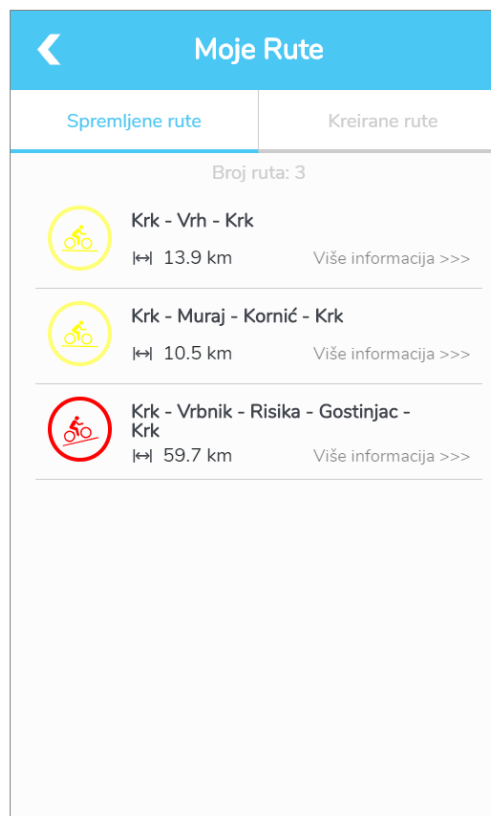 Moje Rute
Spremljene rute
Kreirane rute
Broj ruta: 3
Krk - Vrh - Krk
13.9 km
Više informacija >>>
Krk - Muraj - Kornić - Krk
10.5 km
Više informacija >>>
Krk - Vrbnik - Risika - Gostinjac -
Krk
59.7 km
Više informacija >>>